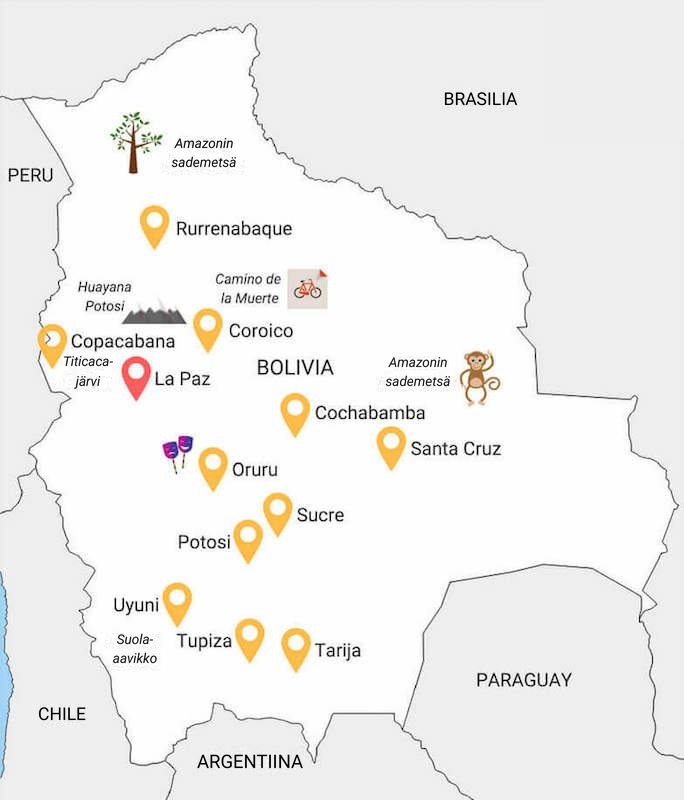 BRASILIA
Amazonin
sademetsä
PERU
Rurrenabaque
Huayana
Potosi
Camino de
la Muerte
Coroico
Copacabana
Titicaca-
järvi
La Paz
BOLIVIA
Amazonin
sademetsä
Cochabamba
Santa Cruz
Oruru
Sucre
Potosi
Uyuni
Suola-
aavikko
Tupiza
Tarija
PARAGUAY
CHILE
ARGENTIINA